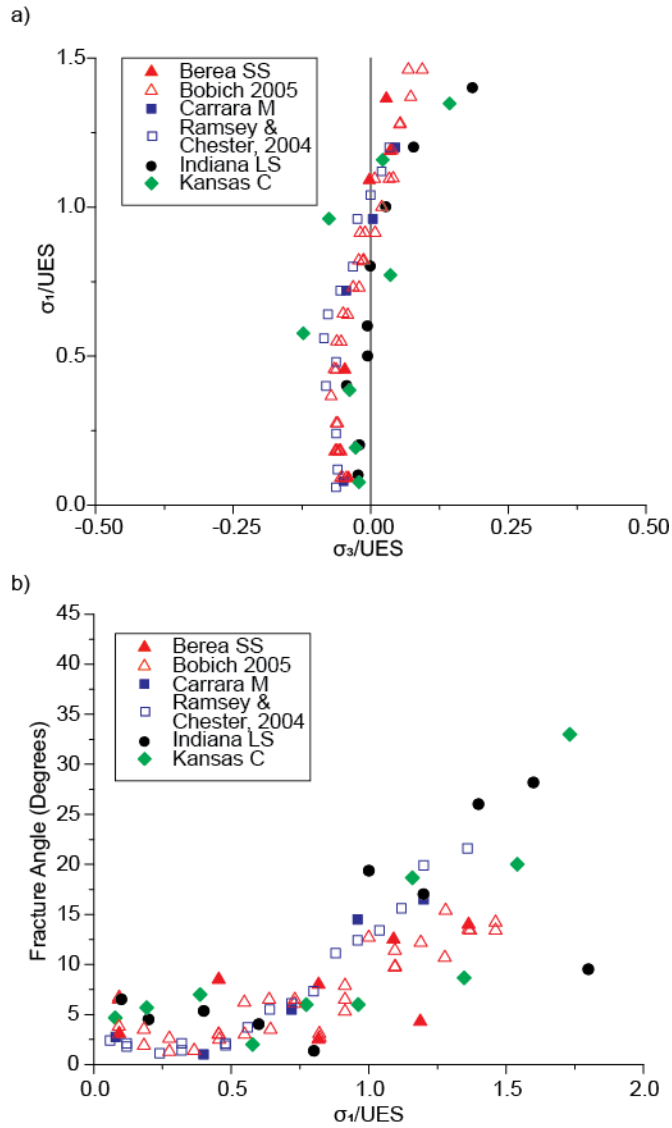 a)
1.5
1.0
0.5
0.0
σ₁/UES
Berea SS
Bobich 2005
Carrara M
Ramsey &
Chester, 2004
Indiana LS
Kansas C
-0.50
-0.25
0.00
0.25
0.50
σ₃/UES
b)
45
40
35
30
25
20
15
10
5
0
Fracture Angle (Degrees)
Berea SS
Bobich 2005
Carrara M
Ramsey &
Chester, 2004
Indiana LS
Kansas C
0.0
0.5
1.0
1.5
2.0
σ₁/UES